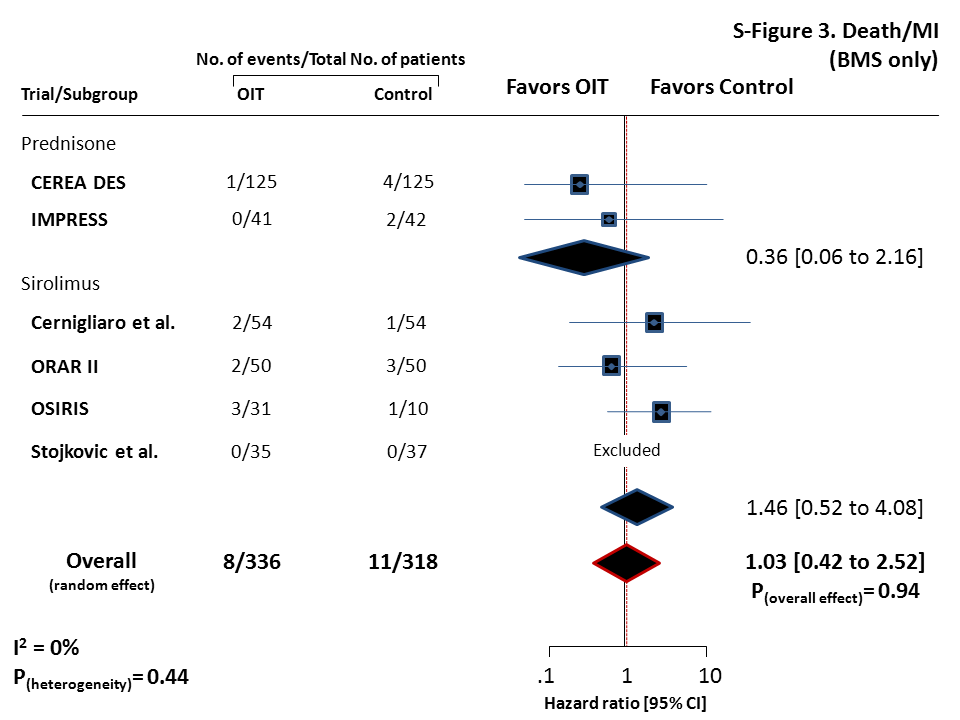 S-Figure 3. Death/MI
(BMS only)
No. of events/Total No. of patients
Trial/Subgroup OIT Control Favors OIT Favors Control
Prednisone
CEREA DES 1/125 4/125
IMPRESS 0/41 2/42
0.36 [0.06 to 2.16]
Sirolimus
Cernigliaro et al. 2/54 1/54
ORAR II 2/50 3/50
OSIRIS 3/31 1/10
Stojkovic et al. 0/35 0/37 Excluded
1.46 [0.52 to 4.08]
Overall 8/336 11/318 1.03 [0.42 to 2.52]
(random effect) P(overall effect)= 0.94
I² = 0%
P(heterogeneity)= 0.44
.1 1 10
Hazard ratio [95% CI]